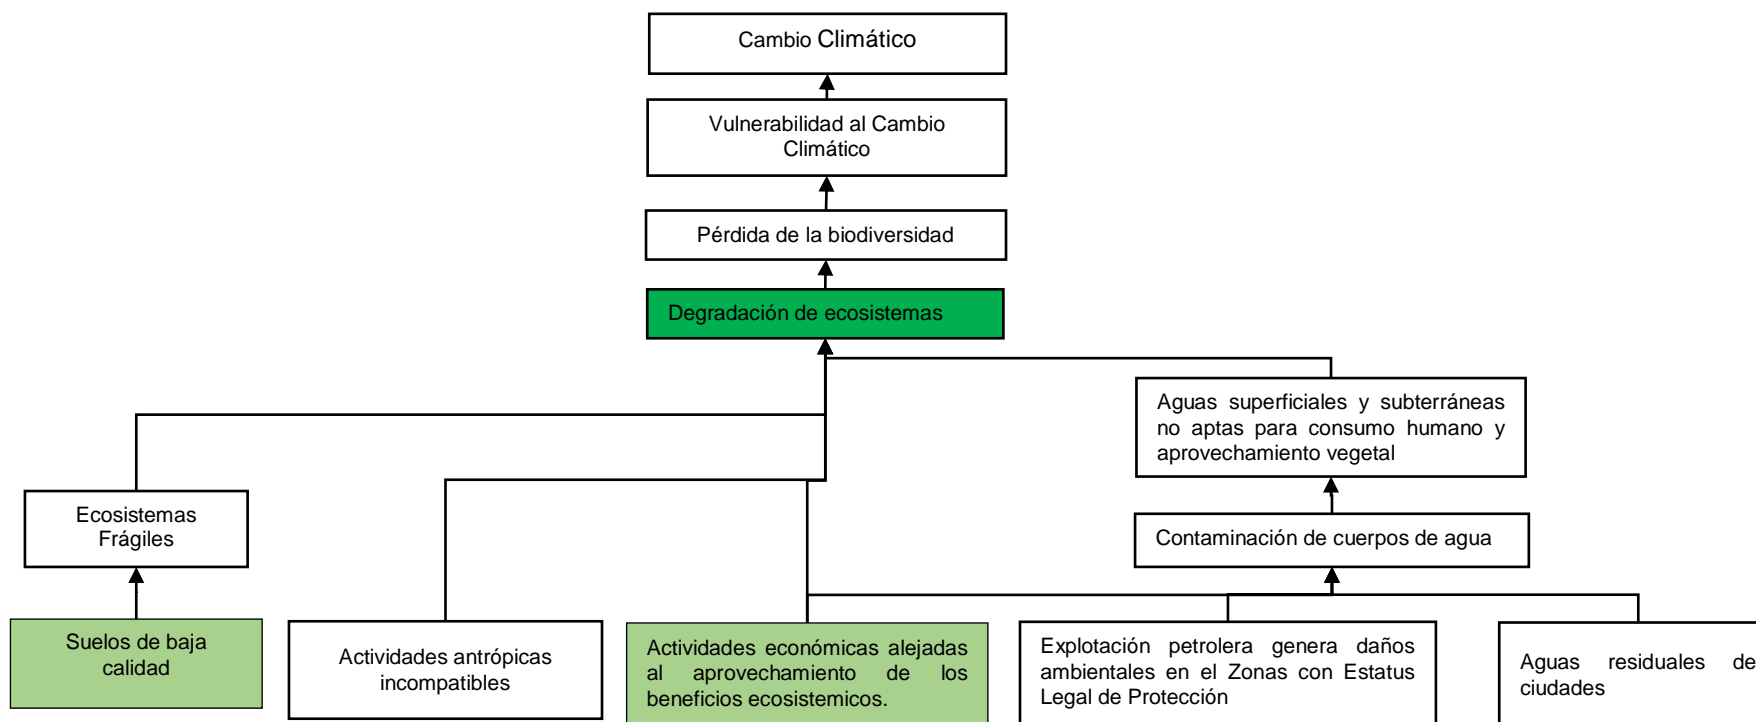 Cambio Climático
Vulnerabilidad al Cambio
Climático
Pérdida de la biodiversidad
Degradación de ecosistemas
Aguas superficiales y subterráneas
no aptas para consumo humano y
aprovechamiento vegetal
Ecosistemas
Frágiles
Contaminación de cuerpos de agua
Suelos de baja
calidad
Actividades antrópicas
incompatibles
Actividades económicas alejadas
al aprovechamiento de los
beneficios ecosistemicos.
Explotación petrolera genera daños
ambientales en el Zonas con Estatus
Legal de Protección
Aguas residuales de
ciudades